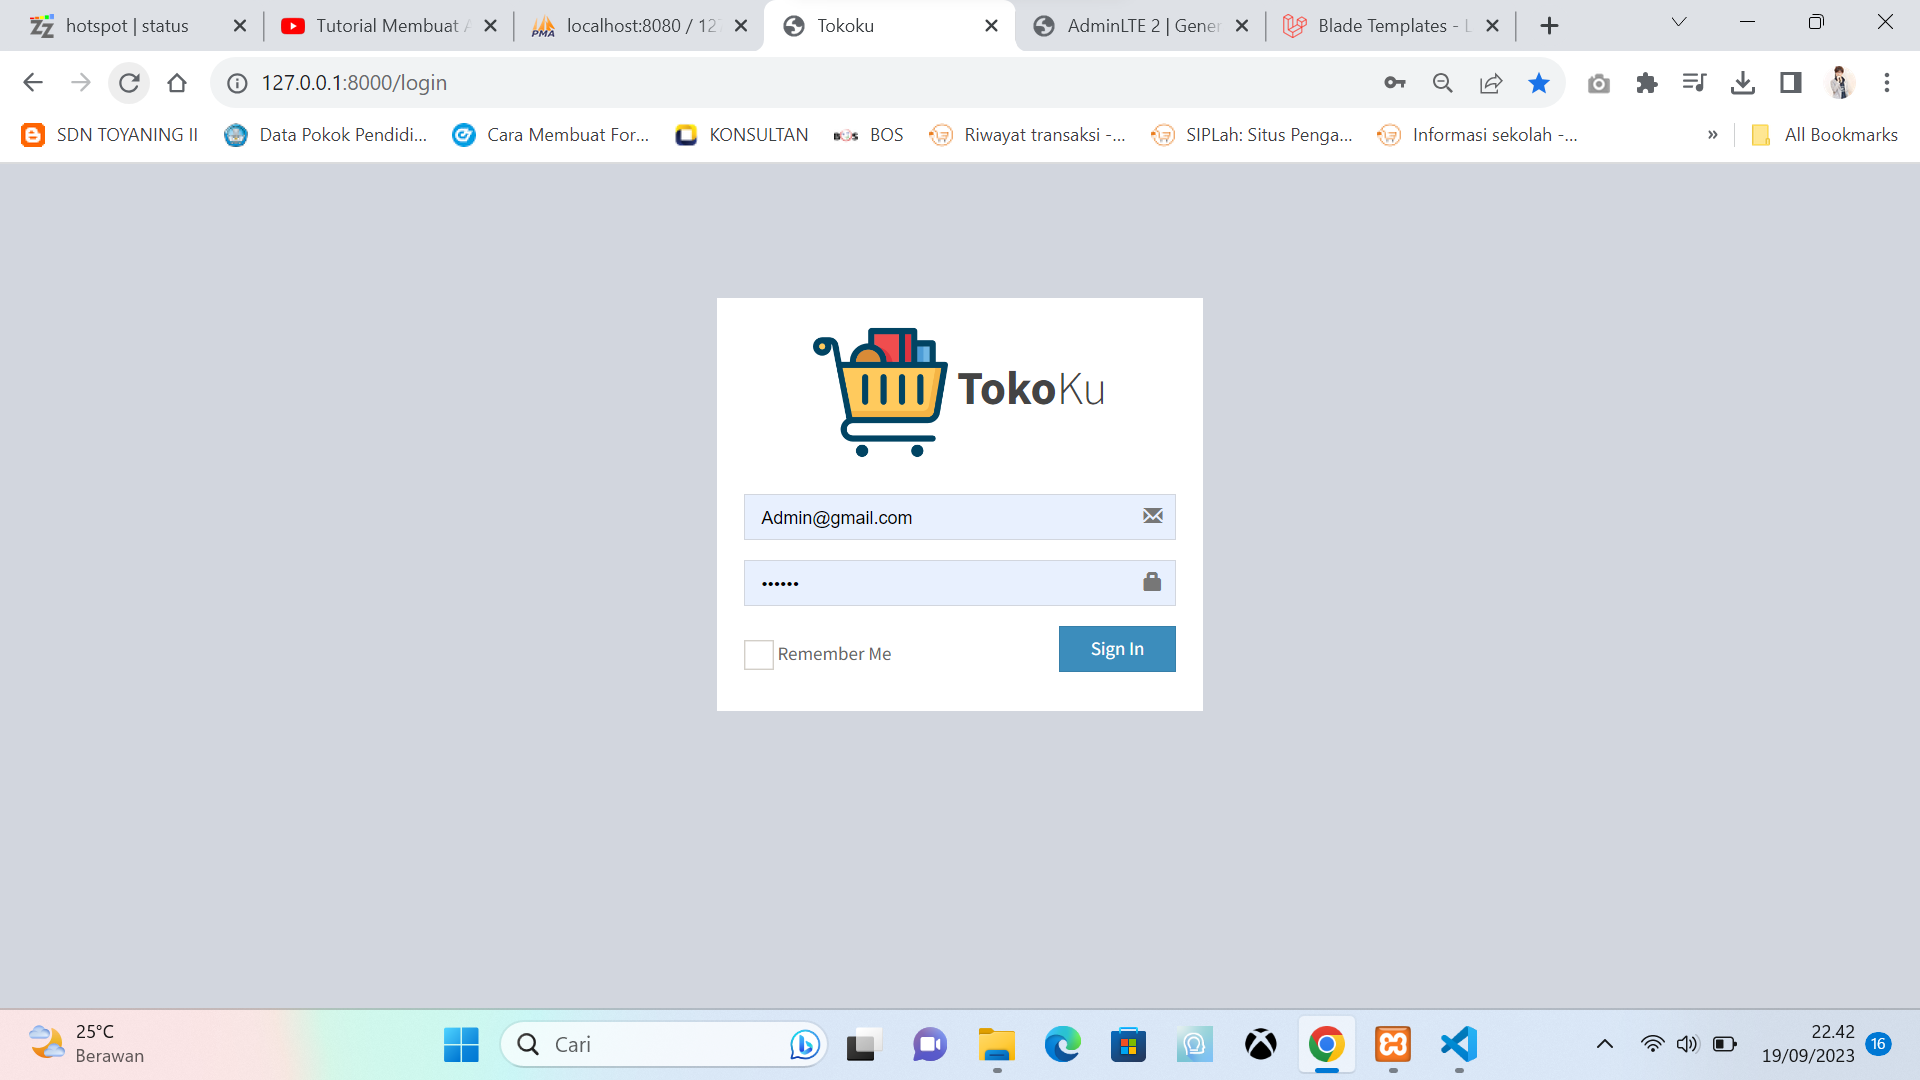 hotspot | status
Tutorial Membuat A
localhost:8080 / 127
Tokoku
AdminLTE 2 | Gener
Blade Templates - L
127.0.0.1:8000/login
SDN TOYANING II
Data Pokok Pendidi...
Cara Membuat For...
KONSULTAN
BOS
Riwayat transaksi -...
SIPLah: Situs Penga...
Informasi sekolah -...
»
All Bookmarks
TokoKu
Admin@gmail.com
••••••
Remember Me
Sign In
25°C
Berawan
Cari
22.42
19/09/2023
16